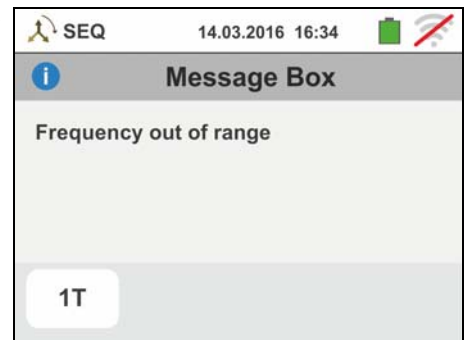 SEQ 14.03.2016 16:34
Message Box
Frequency out of range
1T